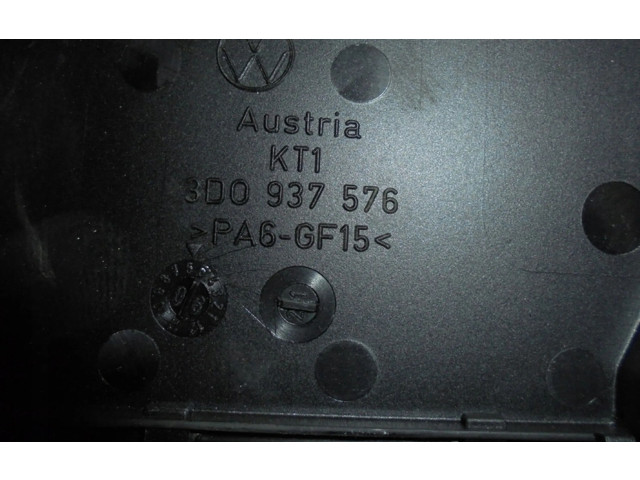 Austria
KT1
3D0 937 576
>PA6-GF15<